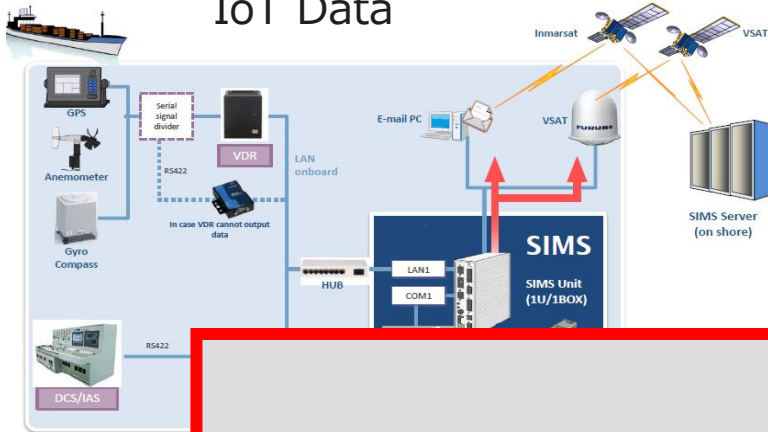 IoT Data
Inmarsat
VSAT
GPS
Serial
signal
divider
E-mail PC
VSAT
FURUNO
VDR
LAN
onboard
RS422
Anemometer
In case VDR cannot output
data
Gyro
Compass
SIMS Server
(on shore)
SIMS
HUB
LAN1
SIMS Unit
(1U/1BOX)
COM1
RS422
DCS/IAS